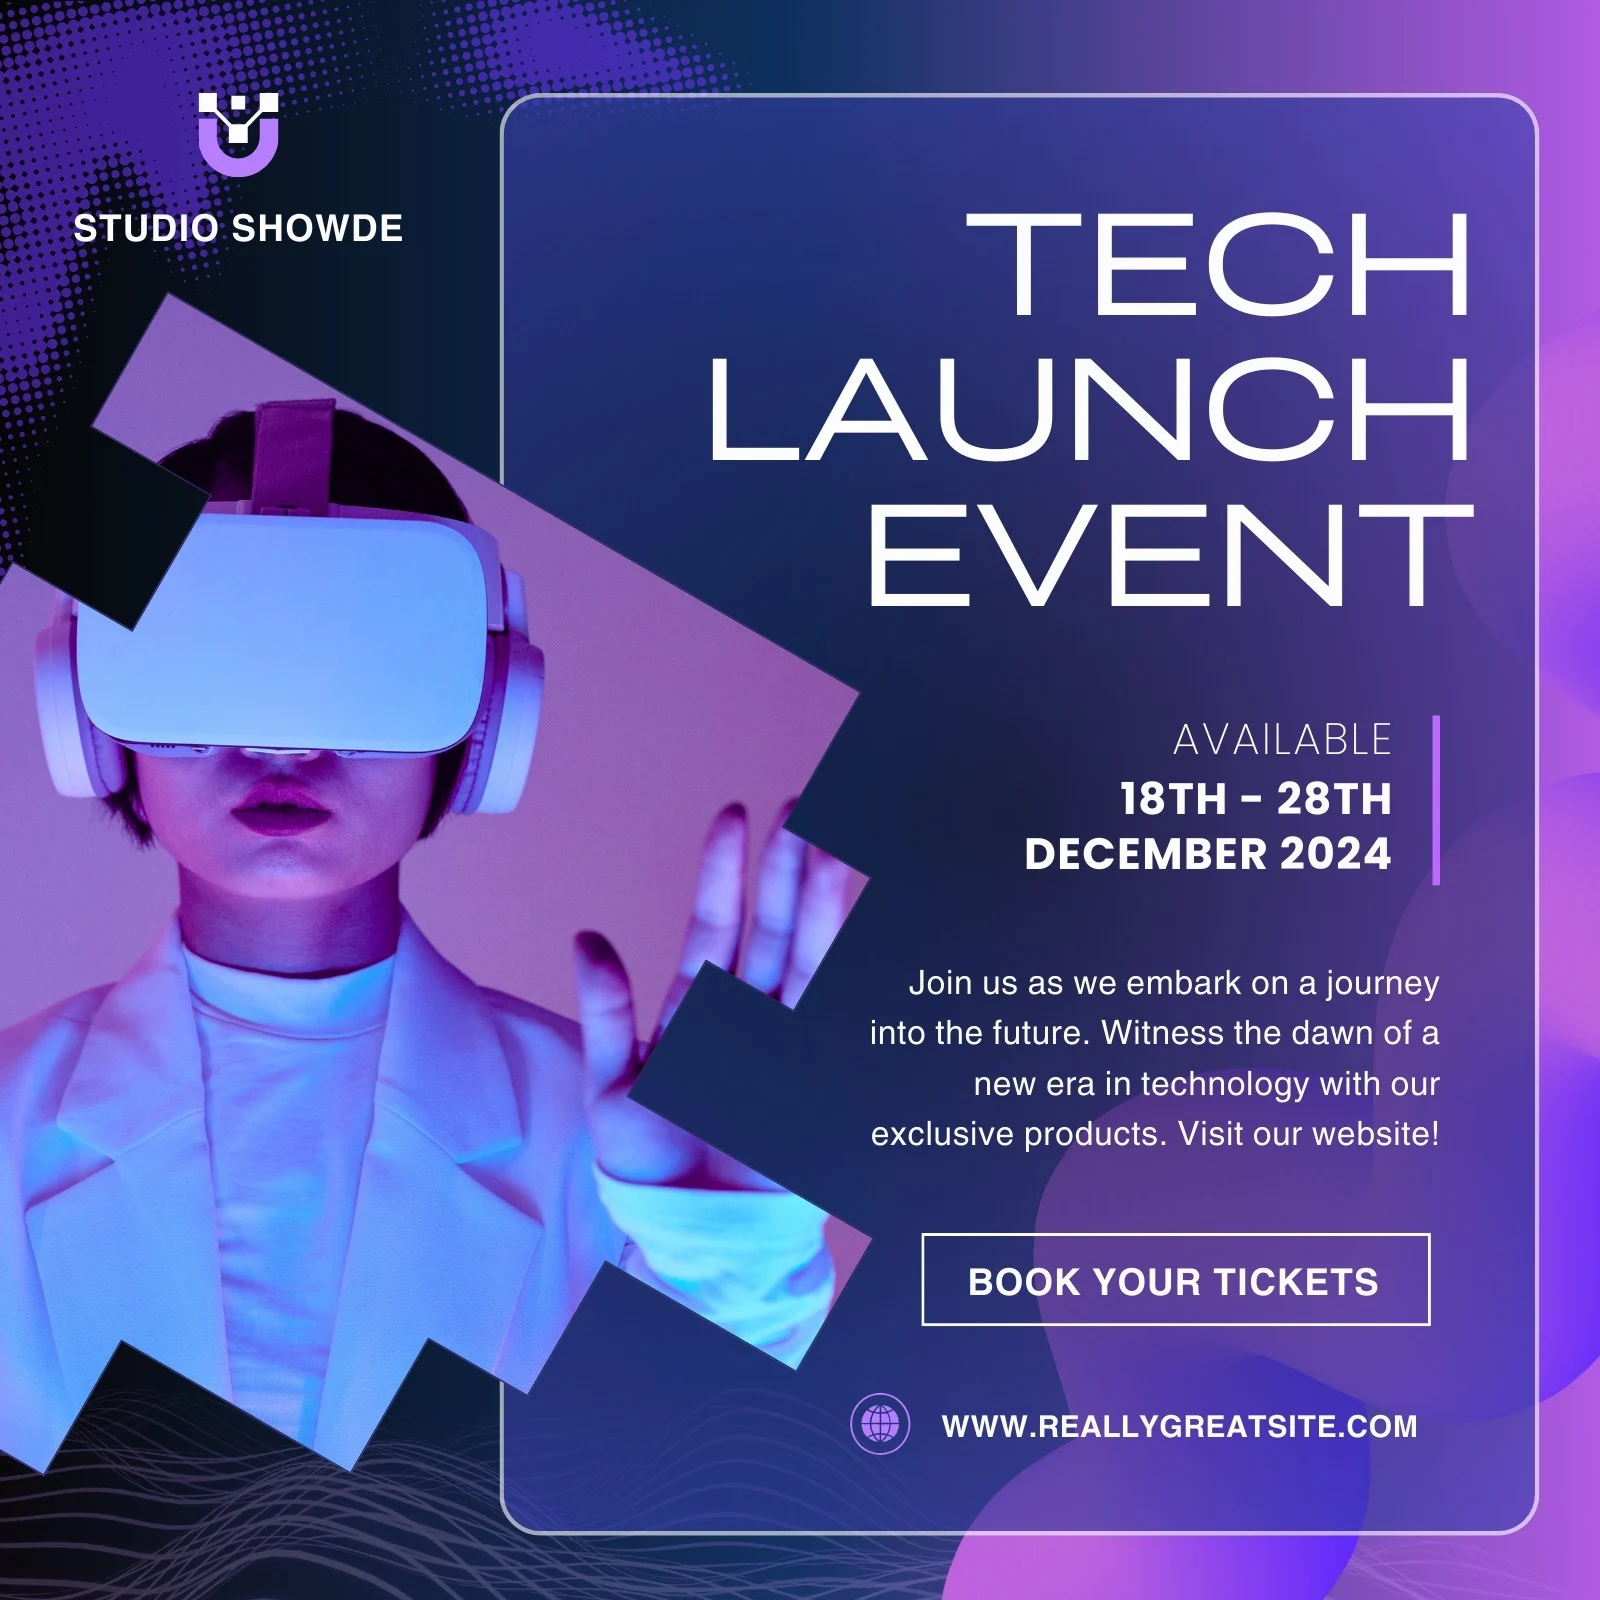 STUDIO SHOWDE
TECH
LAUNCH
EVENT
AVAILABLE
18TH - 28TH
DECEMBER 2024
Join us as we embark on a journey
into the future. Witness the dawn of a
new era in technology with our
exclusive products. Visit our website!
BOOK YOUR TICKETS
WWW.REALLYGREATSITE.COM